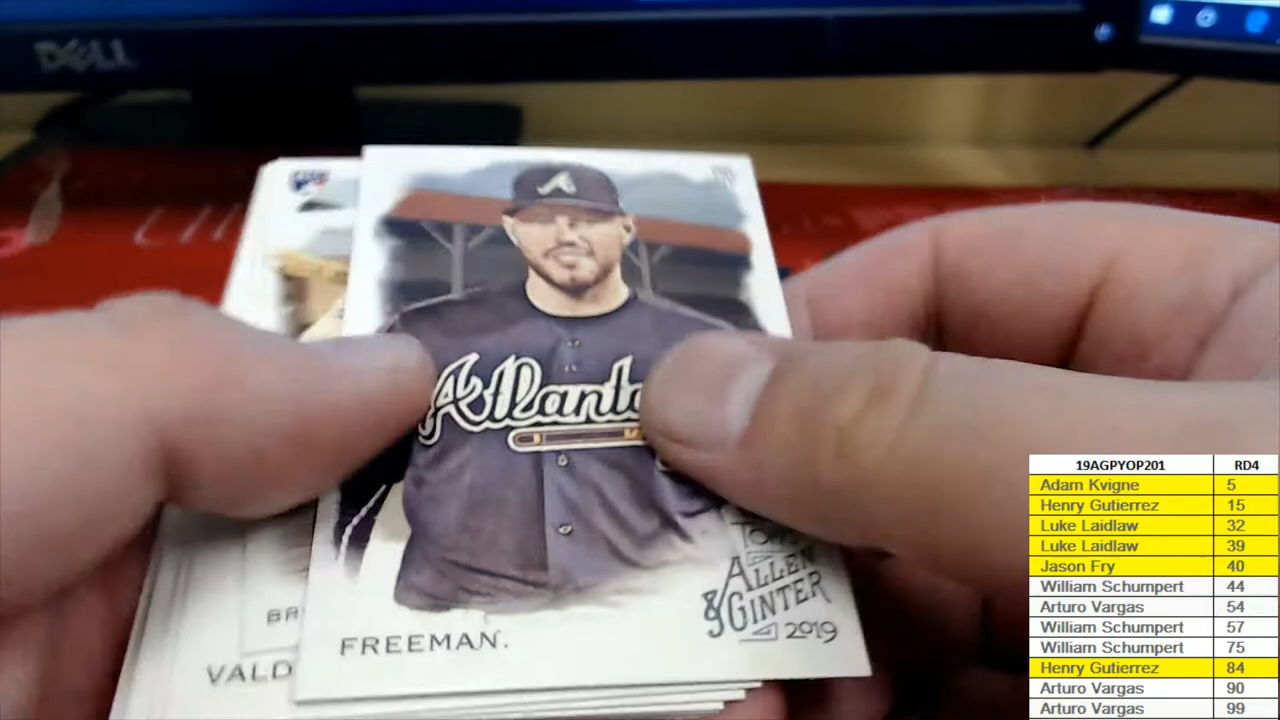 DELL
Atlanta
TOPPS
ALLEN
& GINTER
2019
FREEMAN.
BR
VALD
19AGPYOP201 RD4
Adam Kvigne 5
Henry Gutierrez 15
Luke Laidlaw 32
Luke Laidlaw 39
Jason Fry 40
William Schumpert 44
Arturo Vargas 54
William Schumpert 57
William Schumpert 75
Henry Gutierrez 84
Arturo Vargas 90
Arturo Vargas 99